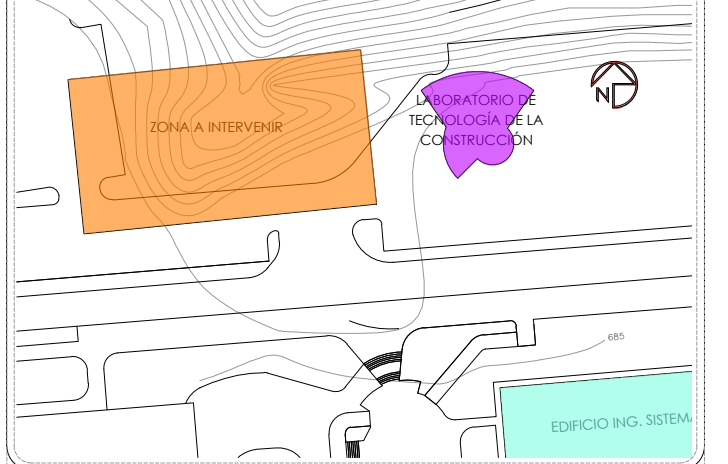 ZONA A INTERVENIR
LABORATORIO DE
TECNOLOGÍA DE LA
CONSTRUCCIÓN
N
685
EDIFICIO ING. SISTEMA